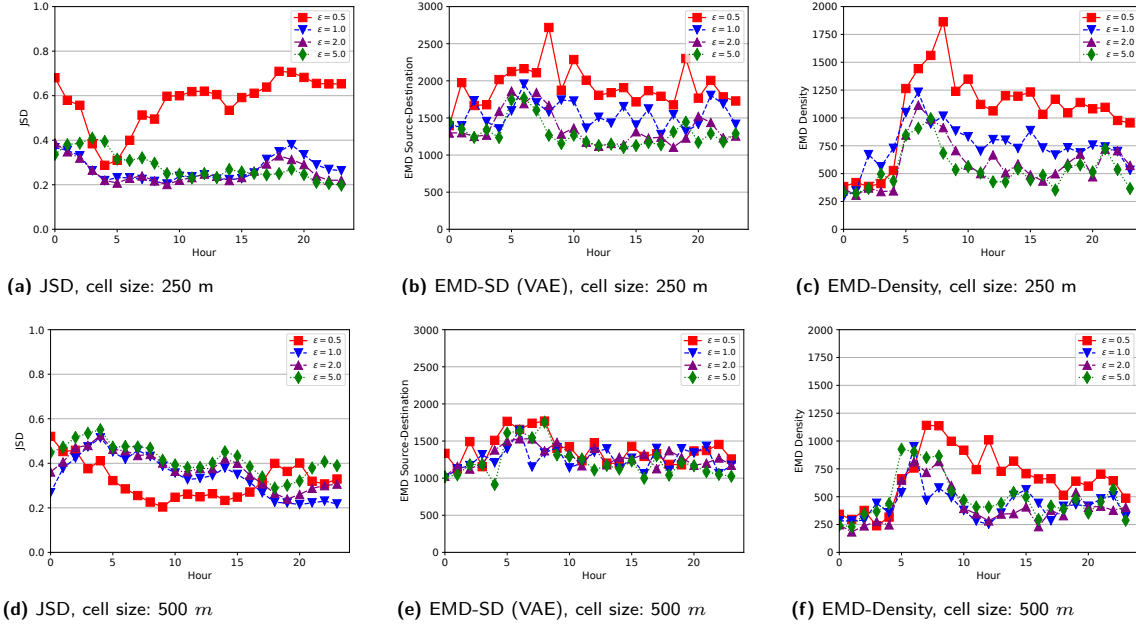 1.0
0.8
0.6
0.4
0.2
0.0
JSD
0 5 10 15 20
Hour
ε = 0.5
ε = 1.0
ε = 2.0
ε = 5.0
(a) JSD, cell size: 250 m
3000
2500
2000
1500
1000
500
0
EMD Source-Destination
0 5 10 15 20
Hour
ε = 0.5
ε = 1.0
ε = 2.0
ε = 5.0
(b) EMD-SD (VAE), cell size: 250 m
2000
1750
1500
1250
1000
750
500
250
0
EMD Density
0 5 10 15 20
Hour
ε = 0.5
ε = 1.0
ε = 2.0
ε = 5.0
(c) EMD-Density, cell size: 250 m
1.0
0.8
0.6
0.4
0.2
0.0
JSD
0 5 10 15 20
Hour
ε = 0.5
ε = 1.0
ε = 2.0
ε = 5.0
(d) JSD, cell size: 500 m
3000
2500
2000
1500
1000
500
0
EMD Source-Destination
0 5 10 15 20
Hour
ε = 0.5
ε = 1.0
ε = 2.0
ε = 5.0
(e) EMD-SD (VAE), cell size: 500 m
2000
1750
1500
1250
1000
750
500
250
0
EMD Density
0 5 10 15 20
Hour
ε = 0.5
ε = 1.0
ε = 2.0
ε = 5.0
(f) EMD-Density, cell size: 500 m